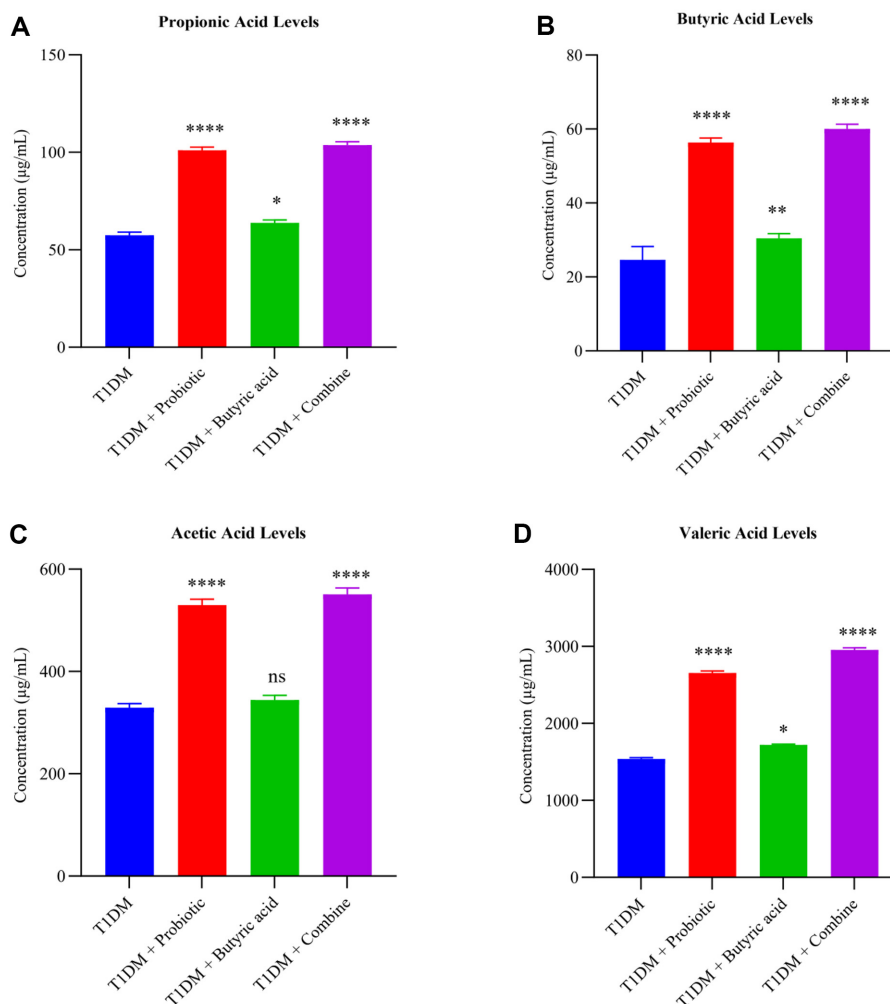 A
Propionic Acid Levels
Concentration (µg/mL)
150
100
50
0
****
*
****
T1DM
T1DM + Probiotic
T1DM + Butyric acid
T1DM + Combine
B
Butyric Acid Levels
Concentration (µg/mL)
80
60
40
20
0
****
**
****
T1DM
T1DM + Probiotic
T1DM + Butyric acid
T1DM + Combine
C
Acetic Acid Levels
Concentration (µg/mL)
600
400
200
0
****
ns
****
T1DM
T1DM + Probiotic
T1DM + Butyric acid
T1DM + Combine
D
Valeric Acid Levels
Concentration (µg/mL)
4000
3000
2000
1000
0
****
*
****
T1DM
T1DM + Probiotic
T1DM + Butyric acid
T1DM + Combine